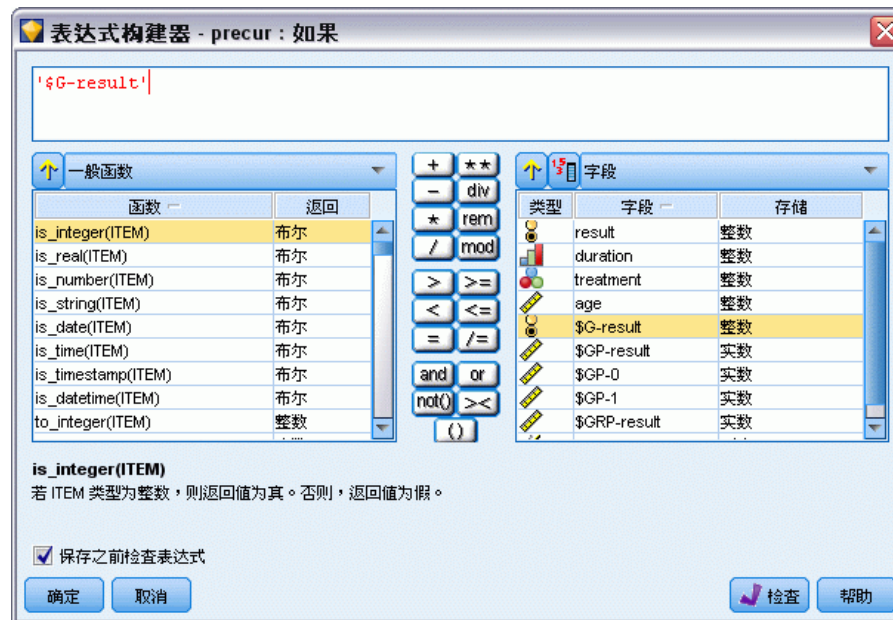 表达式构建器 - precur：如果
'$G-result'
一般函数
函数 返回
is_integer(ITEM) 布尔
is_real(ITEM) 布尔
is_number(ITEM) 布尔
is_string(ITEM) 布尔
is_date(ITEM) 布尔
is_time(ITEM) 布尔
is_timestamp(ITEM) 布尔
is_datetime(ITEM) 布尔
to_integer(ITEM) 整数
+ **
- div
* rem
/ mod
> >=
< <=
= /=
and or
not() ><
()
字段
类型 字段 存储
result 整数
duration 整数
treatment 整数
age 整数
$G-result 整数
$GP-result 实数
$GP-0 实数
$GP-1 实数
$GRP-result 实数
is_integer(ITEM)
若 ITEM 类型为整数，则返回值为真。否则，返回值为假。
保存之前检查表达式
确定 取消 检查 帮助